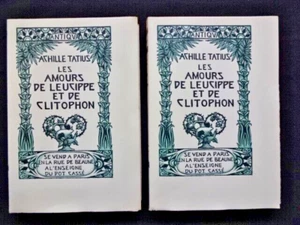 ANTIQUA
ACHILLE TATIUS
LES
AMOURS
DE LEUCIPPE
ET DE
CLITOPHON
SE VEND A PARIS
EN LA RUE DE BEAUNE
A L'ENSEIGNE
DU POT CASSÉ
ANTIQUA
ACHILLE TATIUS
LES
AMOURS
DE LEUCIPPE
ET DE
CLITOPHON
SE VEND A PARIS
EN LA RUE DE BEAUNE
A L'ENSEIGNE
DU POT CASSÉ